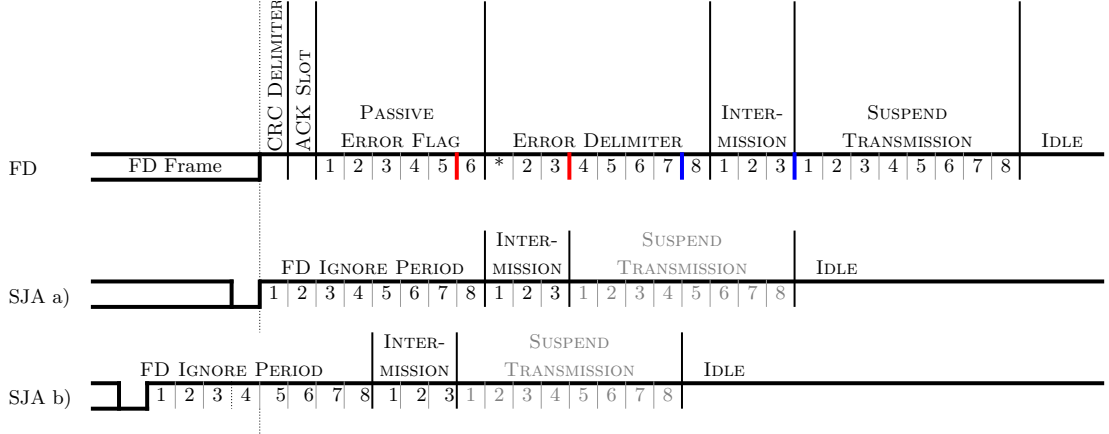 CRC Delimiter
ACK Slot
Passive
Error Flag
Error Delimiter
Inter-
mission
Suspend
Transmission
Idle
FD
FD Frame
1 2 3 4 5 6 * 2 3 4 5 6 7 8 1 2 3 1 2 3 4 5 6 7 8
FD Ignore Period
Inter-
mission
Suspend
Transmission
Idle
SJA a)
1 2 3 4 5 6 7 8 1 2 3 1 2 3 4 5 6 7 8
FD Ignore Period
Inter-
mission
Suspend
Transmission
Idle
SJA b)
1 2 3 4 5 6 7 8 1 2 3 1 2 3 4 5 6 7 8